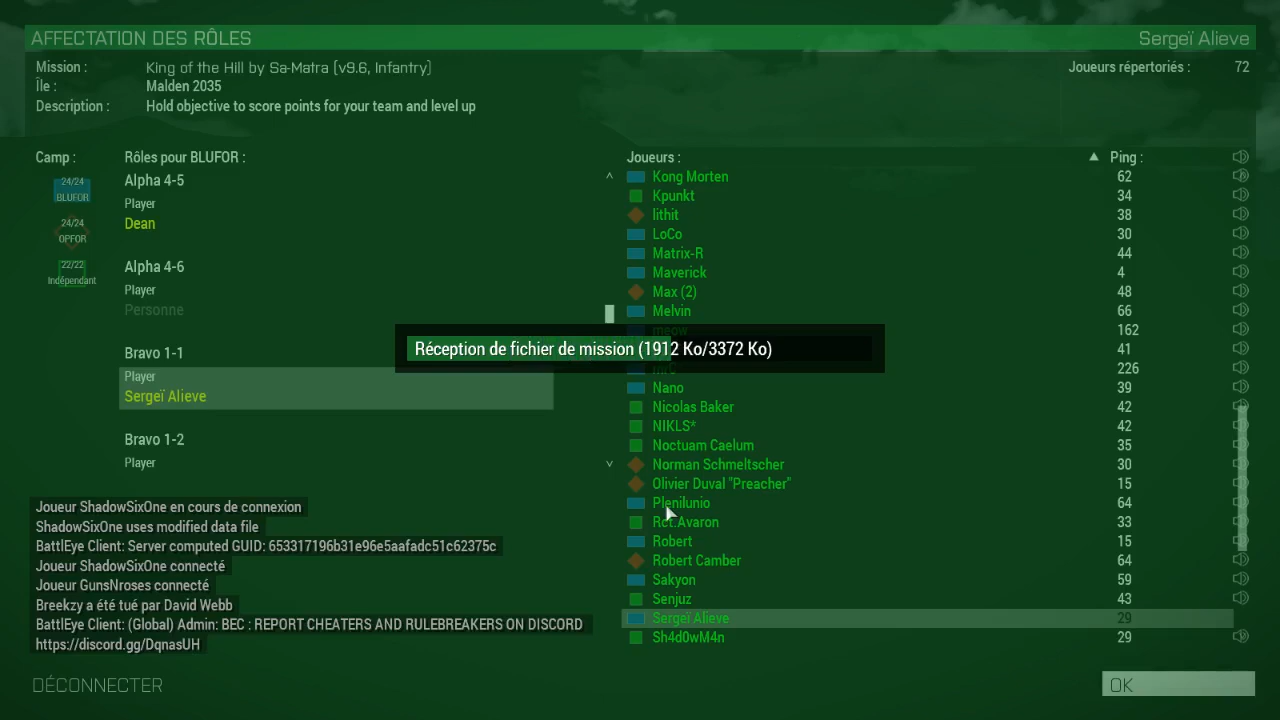 AFFECTATION DES RÔLES
Sergeï Alieve
Mission : King of the Hill by Sa-Matra (v9.6, Infantry)
Joueurs répertoriés : 72
Île : Malden 2035
Description : Hold objective to score points for your team and level up
Camp :
Rôles pour BLUFOR :
24/24
BLUFOR
24/24
OPFOR
22/22
Indépendant
Alpha 4-5
Player
Dean
Alpha 4-6
Player
Personne
Bravo 1-1
Player
Sergeï Alieve
Bravo 1-2
Player
Réception de fichier de mission (1912 Ko/3372 Ko)
Joueurs : Ping :
Kong Morten 62
Kpunkt 34
lithit 38
LoCo 30
Matrix-R 44
Maverick 4
Max (2) 48
Melvin 66
meow 162
41
226
Nano 39
Nicolas Baker 42
NIKLS* 42
Noctuam Caelum 35
Norman Schmeltscher 30
Olivier Duval "Preacher" 15
Plenilunio 64
Rct.Avaron 33
Robert 15
Robert Camber 64
Sakyon 59
Senjuz 43
Sergeï Alieve 29
Sh4d0wM4n 29
Joueur ShadowSixOne en cours de connexion
ShadowSixOne uses modified data file
BattlEye Client: Server computed GUID: 653317196b31e96e5aafadc51c62375c
Joueur ShadowSixOne connecté
Joueur GunsNroses connecté
Breekzy a été tué par David Webb
BattlEye Client: (Global) Admin: BEC : REPORT CHEATERS AND RULEBREAKERS ON DISCORD
https://discord.gg/DqnasUH
DÉCONNECTER
OK